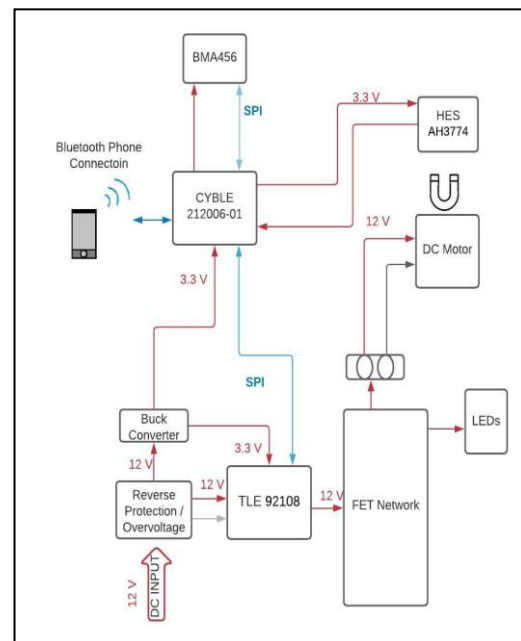 BMA456
SPI
3.3 V
HES
AH3774
Bluetooth Phone
Connectoin
CYBLE
212006-01
12 V
DC Motor
3.3 V
SPI
LEDs
Buck
Converter
3.3 V
12 V
Reverse
Protection /
Overvoltage
12 V
TLE 92108
12 V
FET Network
12 V
DC INPUT